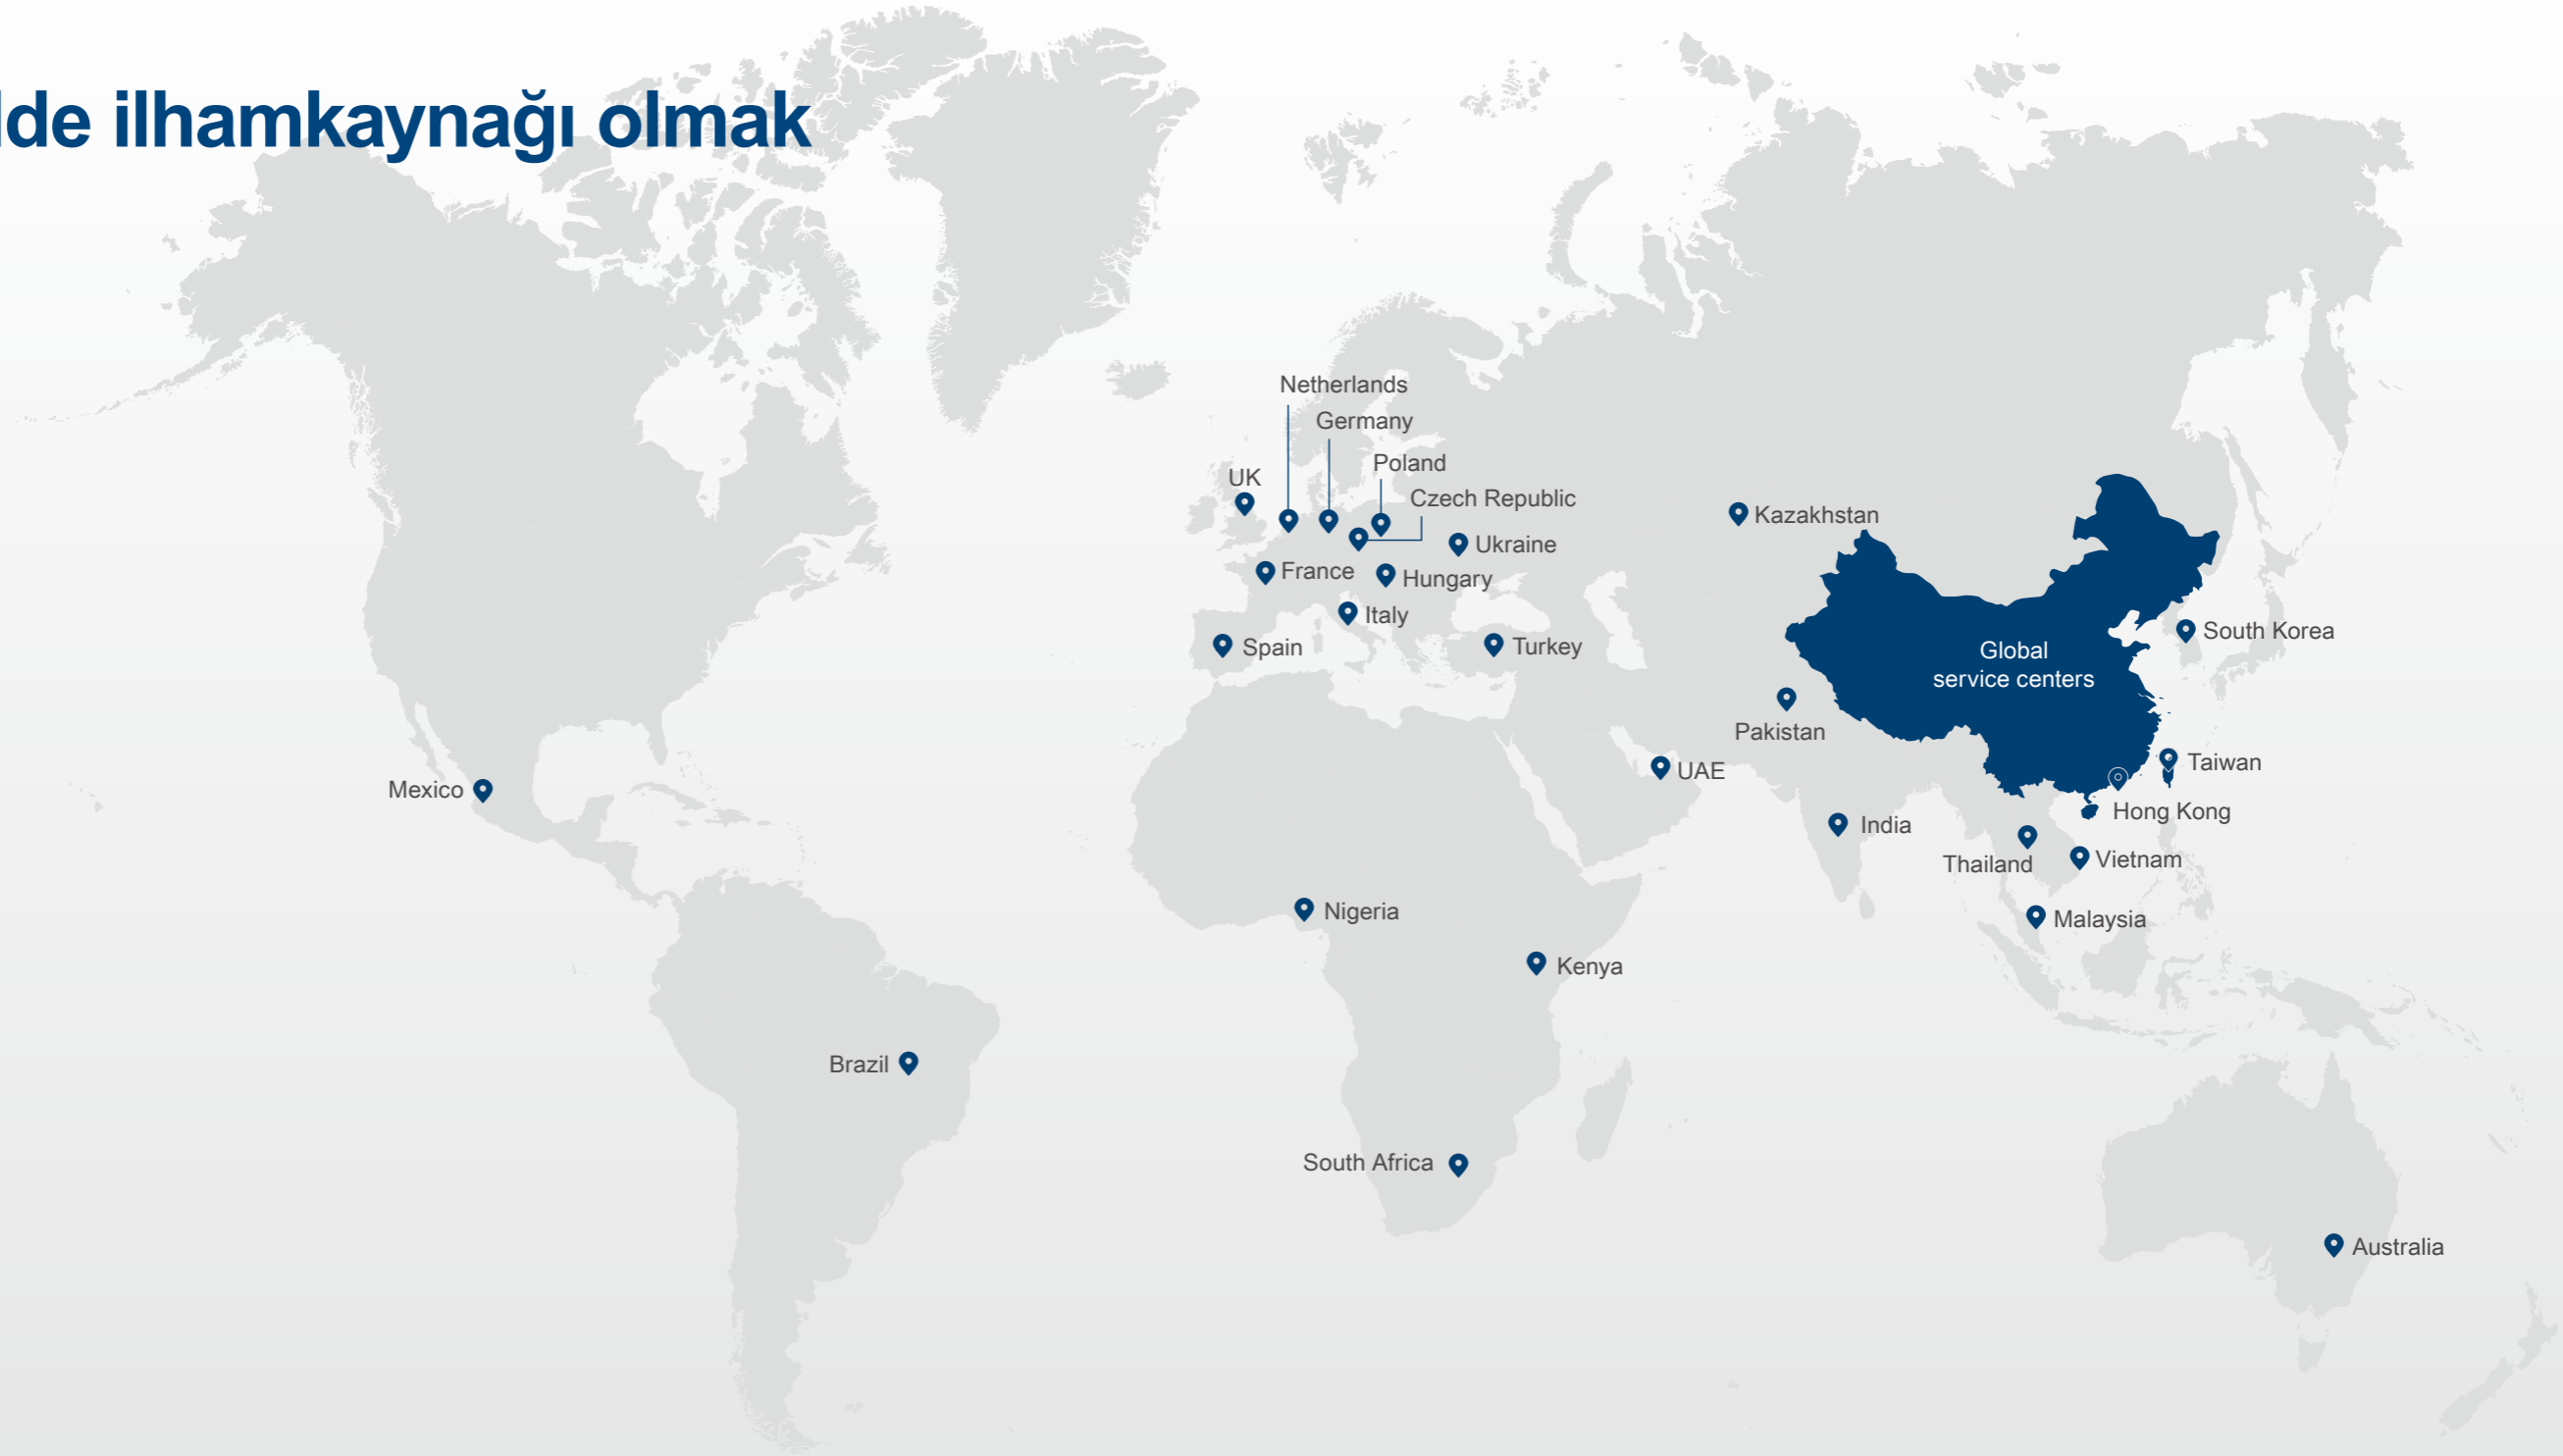 lde ilhamkaynağı olmak
Netherlands
Germany
Poland
UK
Czech Republic
Kazakhstan
Ukraine
France
Hungary
Italy
South Korea
Spain
Turkey
Global
service centers
Pakistan
Taiwan
UAE
Mexico
Hong Kong
India
Thailand
Vietnam
Nigeria
Malaysia
Kenya
Brazil
South Africa
Australia